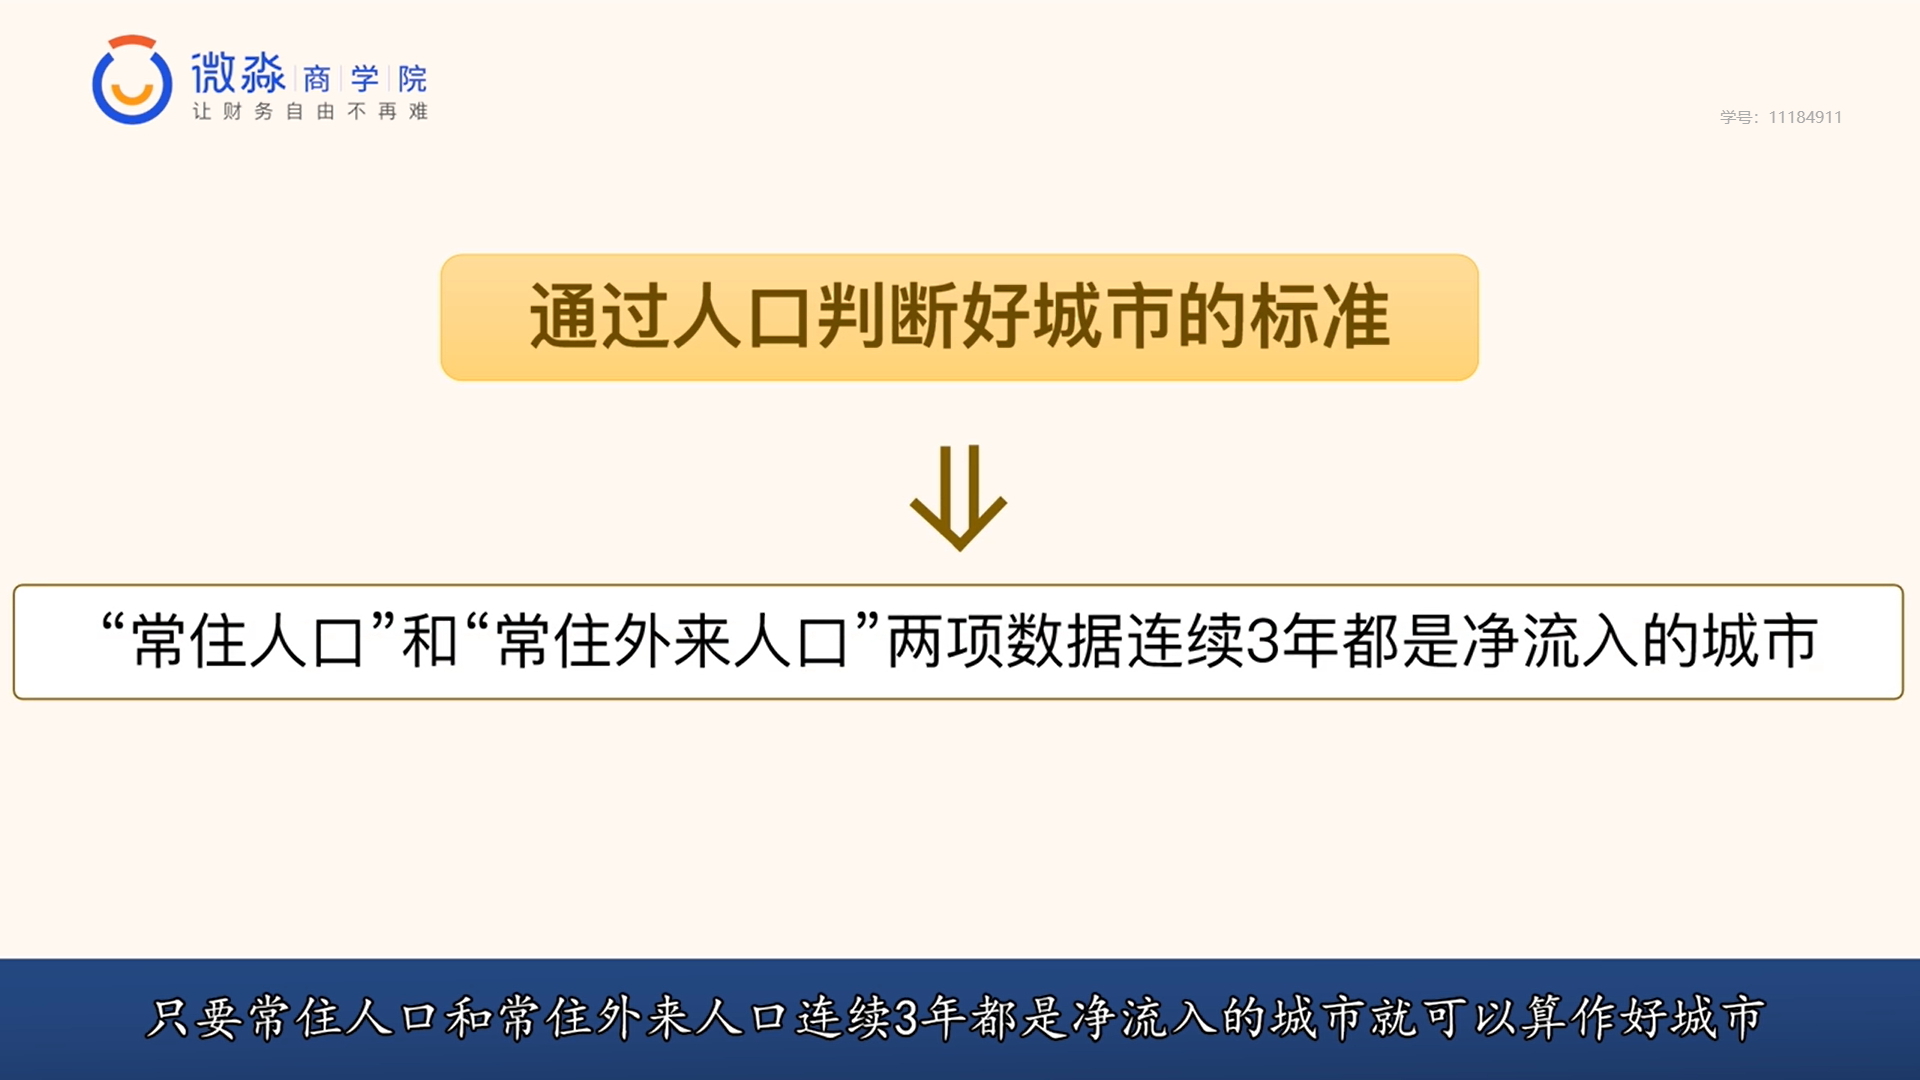 微淼 商学院
让财务自由不再难
学号：11184911
通过人口判断好城市的标准
“常住人口”和“常住外来人口”两项数据连续3年都是净流入的城市
只要常住人口和常住外来人口连续3年都是净流入的城市就可以算作好城市